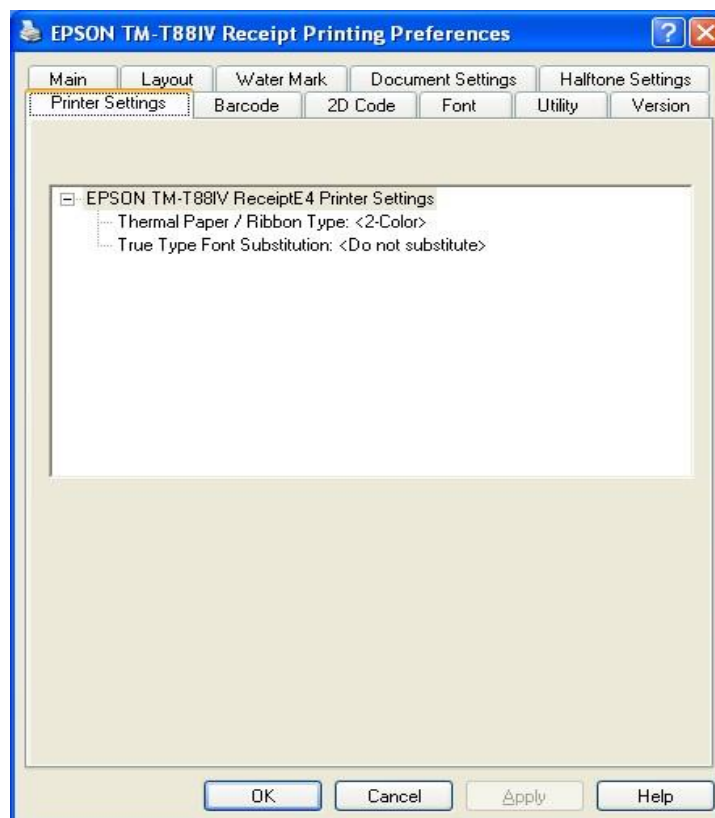 EPSON TM-T88IV Receipt Printing Preferences
Main Layout Water Mark Document Settings Halftone Settings
Printer Settings Barcode 2D Code Font Utility Version
EPSON TM-T88IV ReceiptE4 Printer Settings
Thermal Paper / Ribbon Type: <2-Color>
True Type Font Substitution: <Do not substitute>
OK Cancel Apply Help